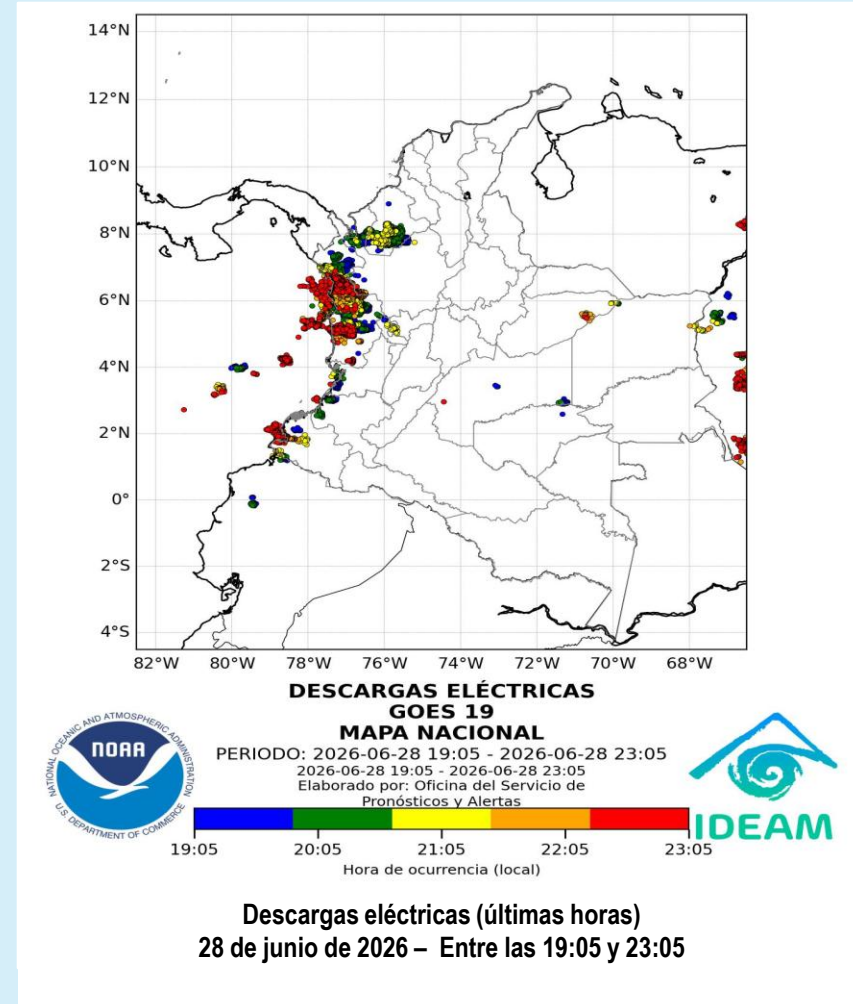 14°N
12°N
10°N
8°N
6°N
4°N
2°N
0°
2°S
4°S
82°W 80°W 78°W 76°W 74°W 72°W 70°W 68°W
DESCARGAS ELÉCTRICAS
GOES 19
MAPA NACIONAL
PERIODO: 2026-06-28 19:05 - 2026-06-28 23:05
2026-06-28 19:05 - 2026-06-28 23:05
Elaborado por: Oficina del Servicio de
Pronósticos y Alertas
NATIONAL OCEANIC AND ATMOSPHERIC ADMINISTRATION
NOAA
U.S. DEPARTMENT OF COMMERCE
IDEAM
19:05 20:05 21:05 22:05 23:05
Hora de ocurrencia (local)
Descargas eléctricas (últimas horas)
28 de junio de 2026 – Entre las 19:05 y 23:05